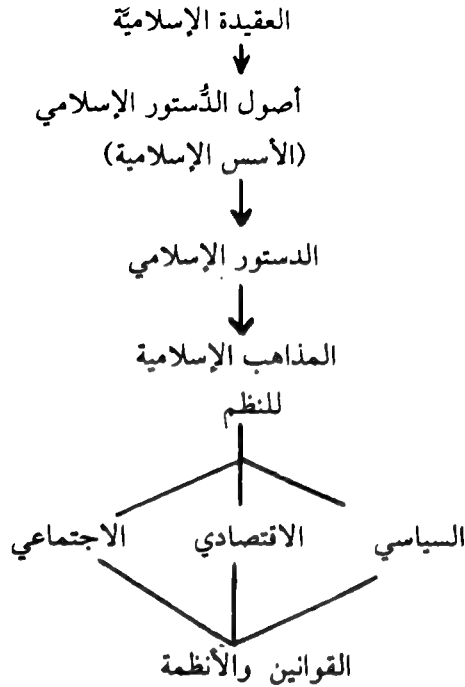 العقيدة الإسلاميَّة
أصول الدُّستور الإسلامي
(الأسس الإسلامية)
الدستور الإسلامي
المذاهب الإسلامية
للنظم
السياسي الاقتصادي الاجتماعي
القوانين والأنظمة